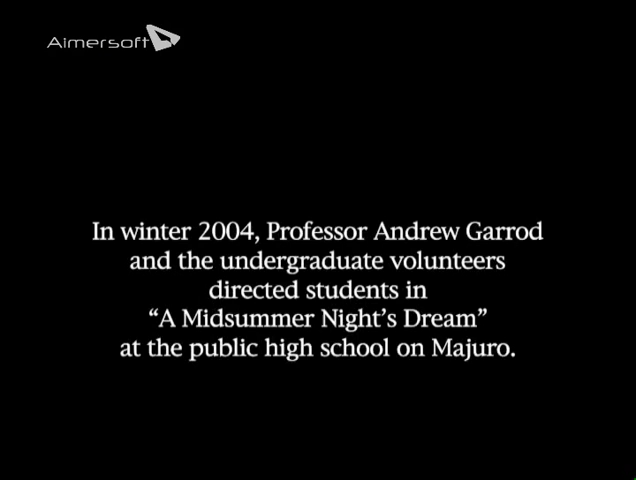 Aimersoft
In winter 2004, Professor Andrew Garrod
and the undergraduate volunteers
directed students in
“A Midsummer Night’s Dream”
at the public high school on Majuro.